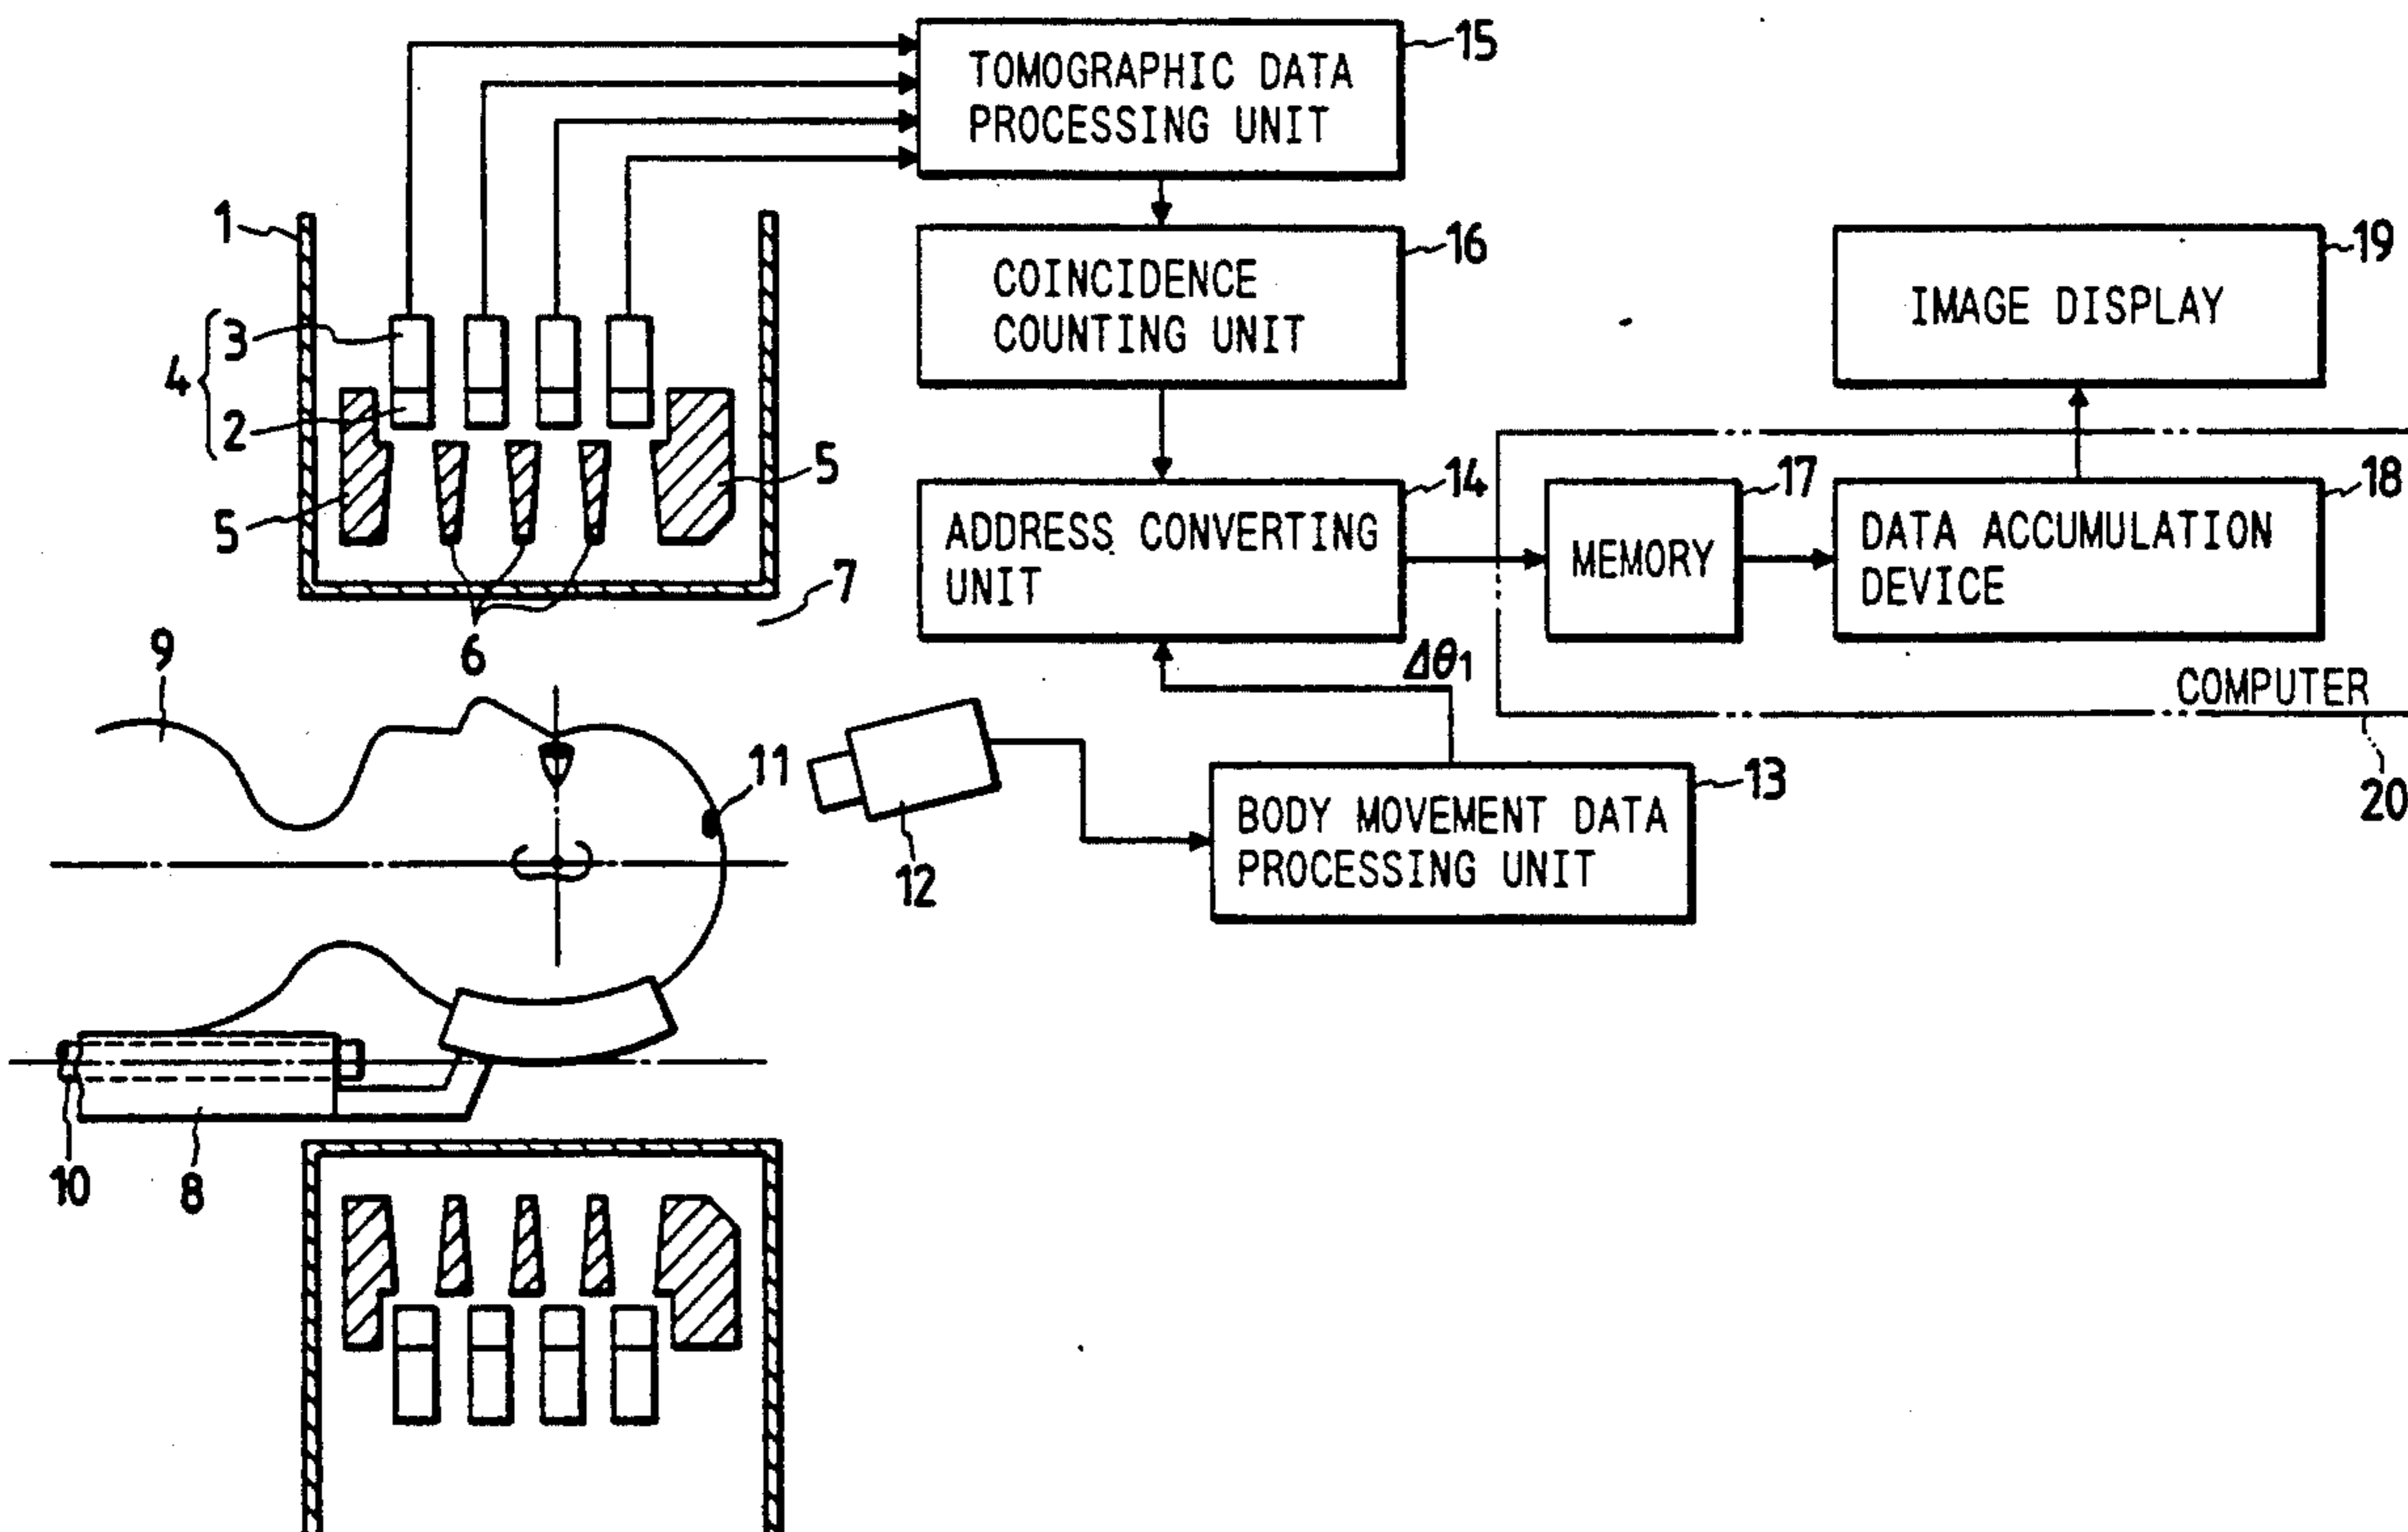 TOMOGRAPHIC DATA
PROCESSING UNIT
15
1
COINCIDENCE
COUNTING UNIT
16
IMAGE DISPLAY
19
4
3
2
5
5
ADDRESS CONVERTING
UNIT
14
MEMORY
17
DATA ACCUMULATION
DEVICE
18
7
6
9
Δθ1
COMPUTER
20
11
12
BODY MOVEMENT DATA
PROCESSING UNIT
13
10
8